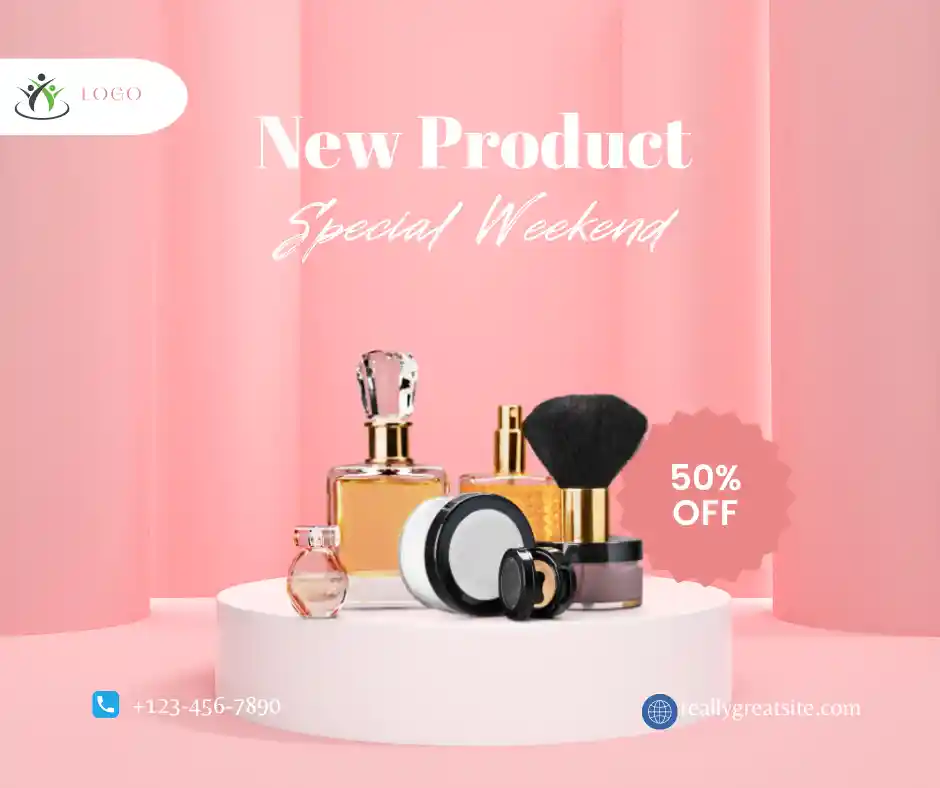 LOGO
New Product
Special Weekend
50%
OFF
+123-456-7890
reallygreatsite.com